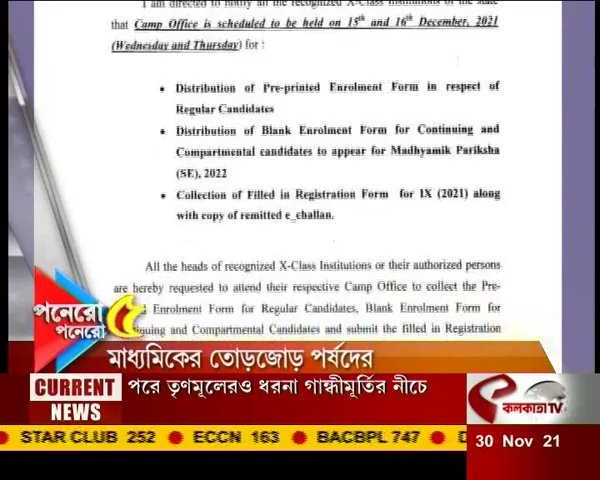 I am directed to notify all the recognized X-Class Institutions of the state
that Camp Office is scheduled to be held on 15th and 16th December, 2021
(Wednesday and Thursday) for :
• Distribution of Pre-printed Enrolment Form in respect of
Regular Candidates
• Distribution of Blank Enrolment Form for Continuing and
Compartmental candidates to appear for Madhyamik Pariksha
(SE), 2022
• Collection of Filled in Registration Form for IX (2021) along
with copy of remitted e_challan.
All the heads of recognized X-Class Institutions or their authorized persons
are hereby requested to attend their respective Camp Office to collect the Pre-
Enrolment Form for Regular Candidates, Blank Enrolment Form for
and Compartmental Candidates and submit the filled in Registration
পনেরো ৫
পনেরো
মাধ্যমিকের তোড়জোড় পর্ষদের
CURRENT
NEWS
পরে তৃণমূলেরও ধরনা গান্ধীমূর্তির নীচে
কলকাতা TV
STAR CLUB 252 ● ECCN 163 ● BACBPL 747 ● D
30 Nov 21